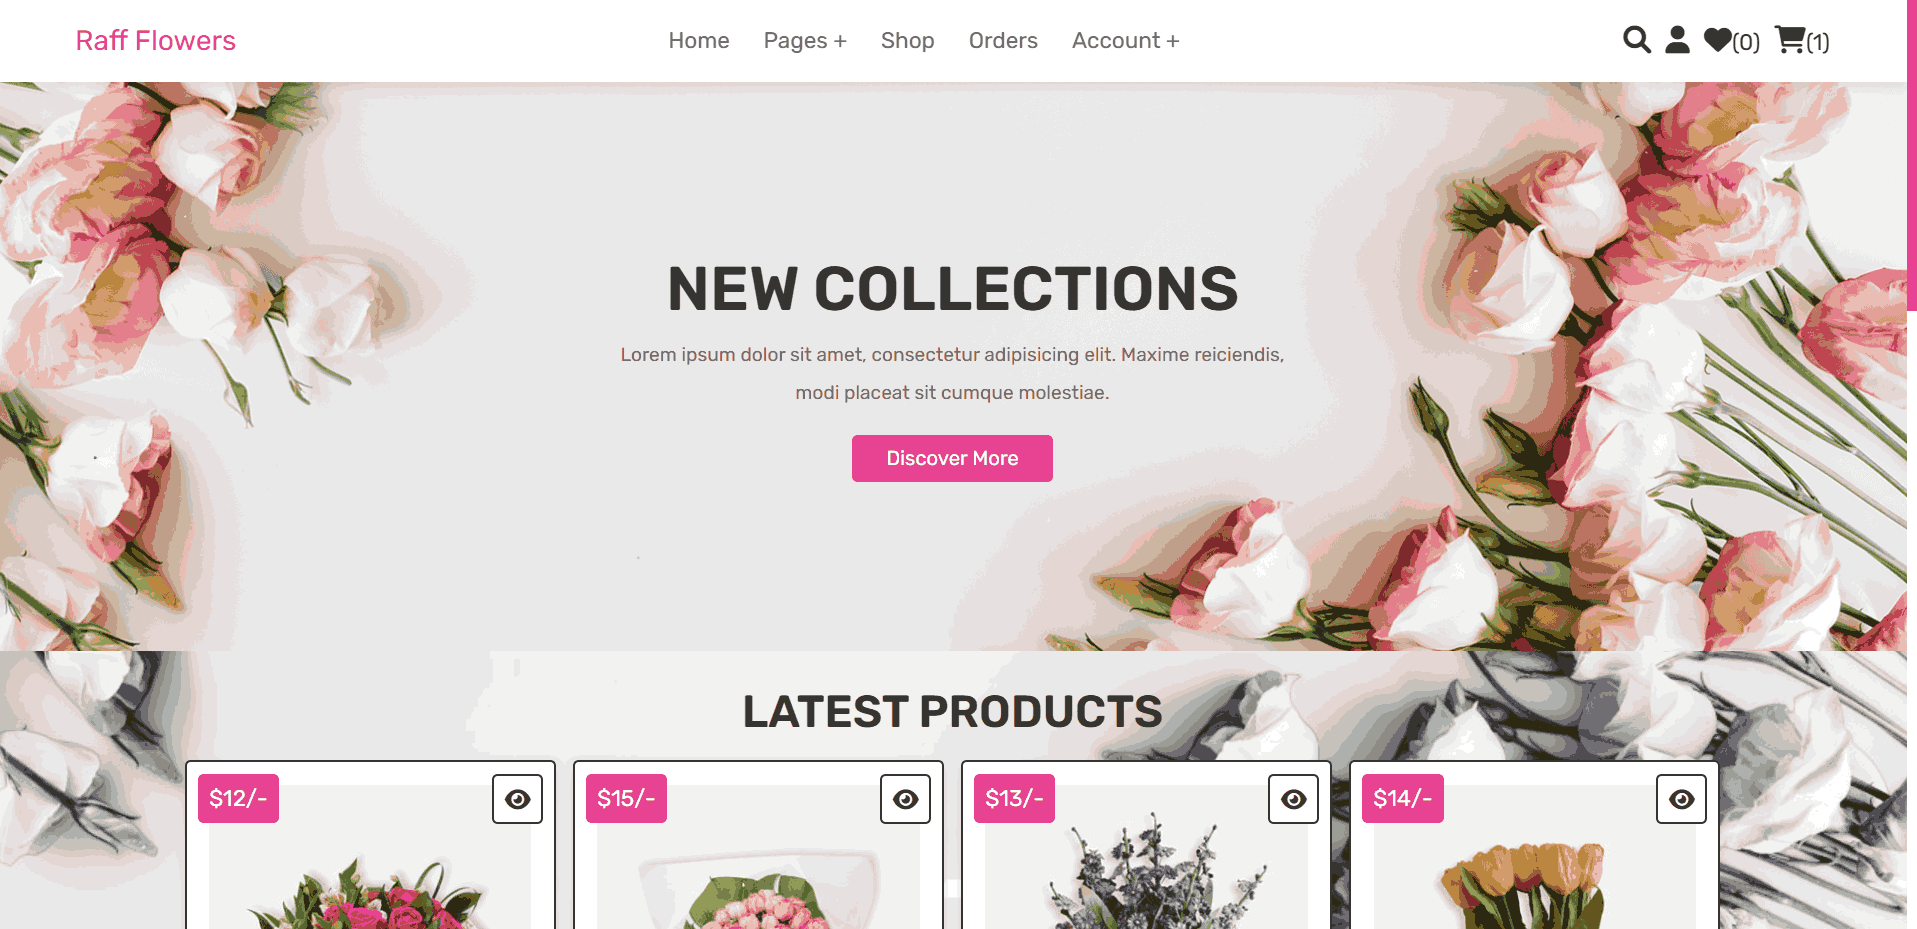 Raff Flowers
Home Pages + Shop Orders Account +
(0) (1)
NEW COLLECTIONS
Lorem ipsum dolor sit amet, consectetur adipisicing elit. Maxime reiciendis,
modi placeat sit cumque molestiae.
Discover More
LATEST PRODUCTS
$12/- $15/- $13/- $14/-